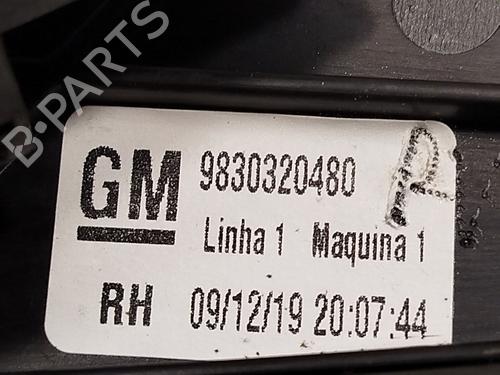 B-PARTS
GM 9830320480 R
Linha 1 Maquina 1
RH 09/12/19 20:07:44